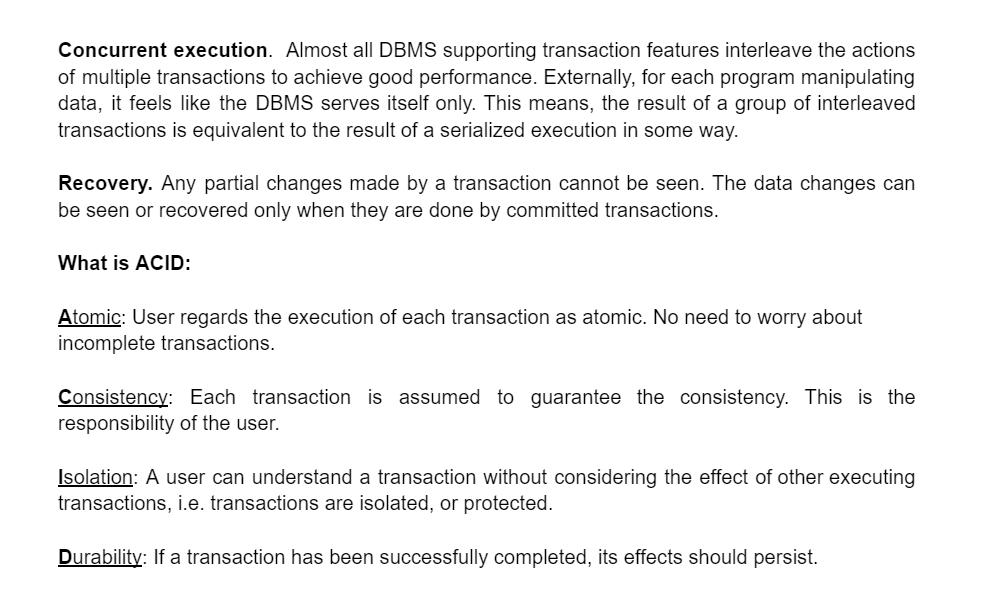 Concurrent execution. Almost all DBMS supporting transaction features interleave the actions
of multiple transactions to achieve good performance. Externally, for each program manipulating
data, it feels like the DBMS serves itself only. This means, the result of a group of interleaved
transactions is equivalent to the result of a serialized execution in some way.
Recovery. Any partial changes made by a transaction cannot be seen. The data changes can
be seen or recovered only when they are done by committed transactions.
What is ACID:
Atomic: User regards the execution of each transaction as atomic. No need to worry about
incomplete transactions.
Consistency: Each transaction is assumed to guarantee the consistency. This is the
responsibility of the user.
Isolation: A user can understand a transaction without considering the effect of other executing
transactions, i.e. transactions are isolated, or protected.
Durability: If a transaction has been successfully completed, its effects should persist.